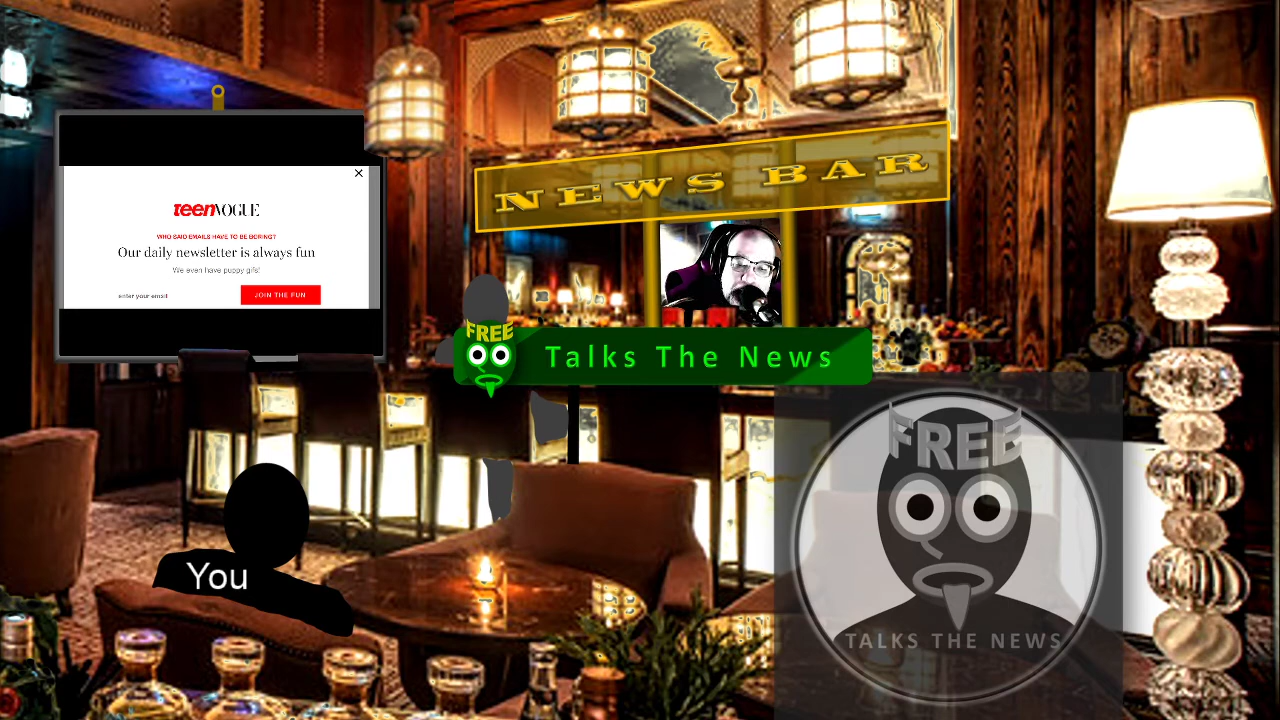 NEWS BAR
teenVOGUE
WHO SAID EMAILS HAVE TO BE BORING?
Our daily newsletter is always fun
We even have puppy gifs!
enter your email
JOIN THE FUN
FREE
Talks The News
FREE
TALKS THE NEWS
You